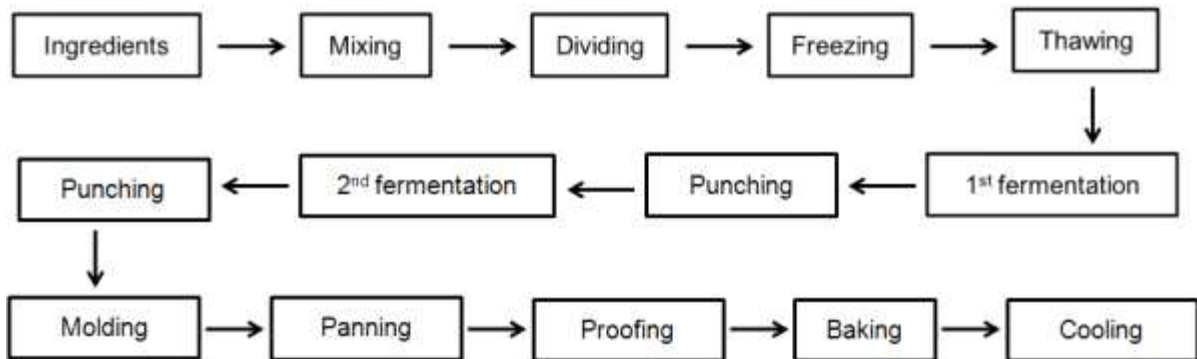 Ingredients
Mixing
Dividing
Freezing
Thawing
1st fermentation
Punching
2nd fermentation
Punching
Molding
Panning
Proofing
Baking
Cooling